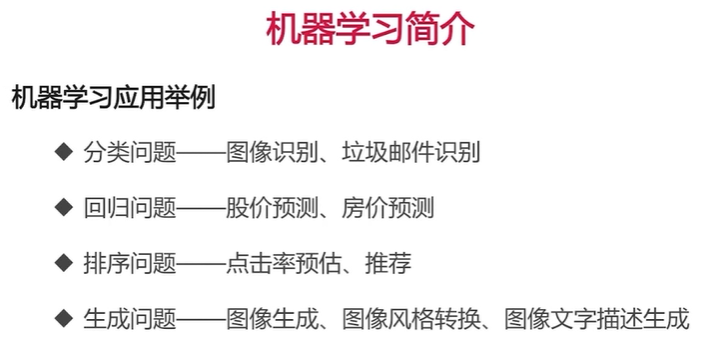 机器学习简介
机器学习应用举例
◆ 分类问题——图像识别、垃圾邮件识别
◆ 回归问题——股价预测、房价预测
◆ 排序问题——点击率预估、推荐
◆ 生成问题——图像生成、图像风格转换、图像文字描述生成